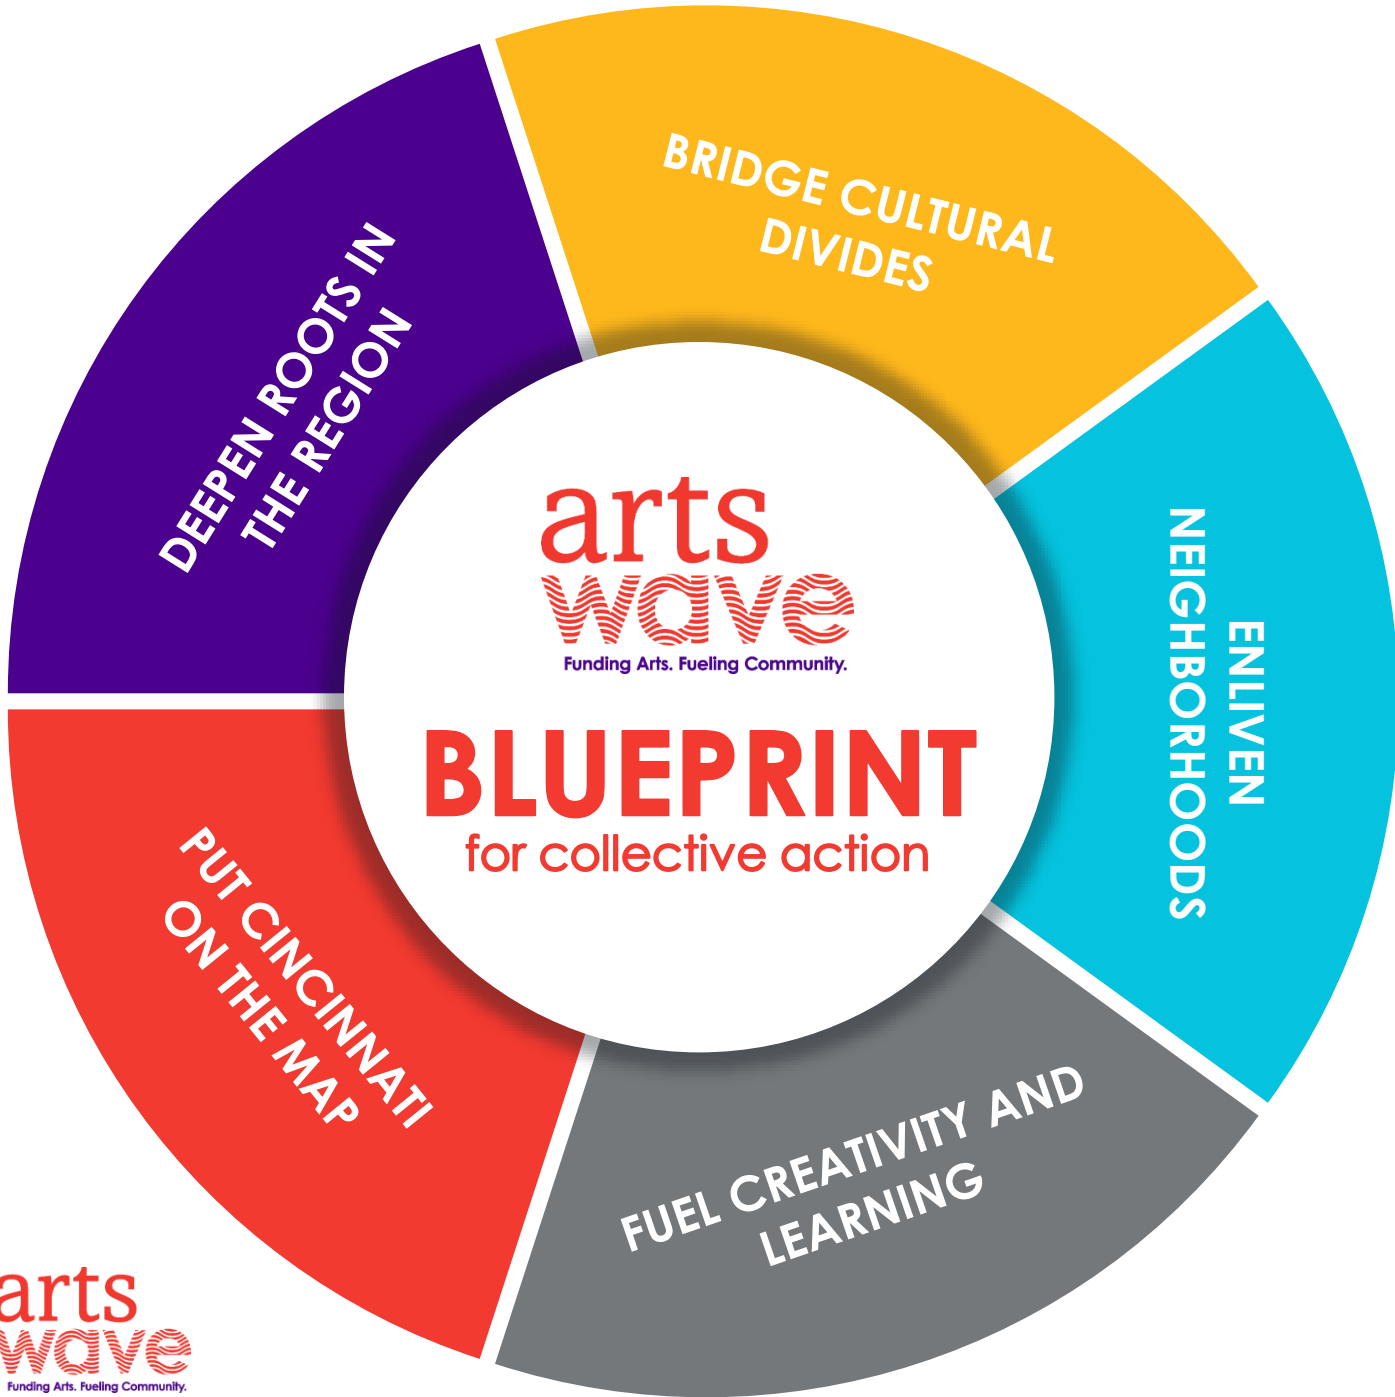 BRIDGE CULTURAL
DIVIDES
ENLIVEN
NEIGHBORHOODS
FUEL CREATIVITY AND
LEARNING
PUT CINCINNATI
ON THE MAP
DEEPEN ROOTS IN
THE REGION
arts
wave
Funding Arts. Fueling Community.
BLUEPRINT
for collective action
arts
wave
Funding Arts. Fueling Community.